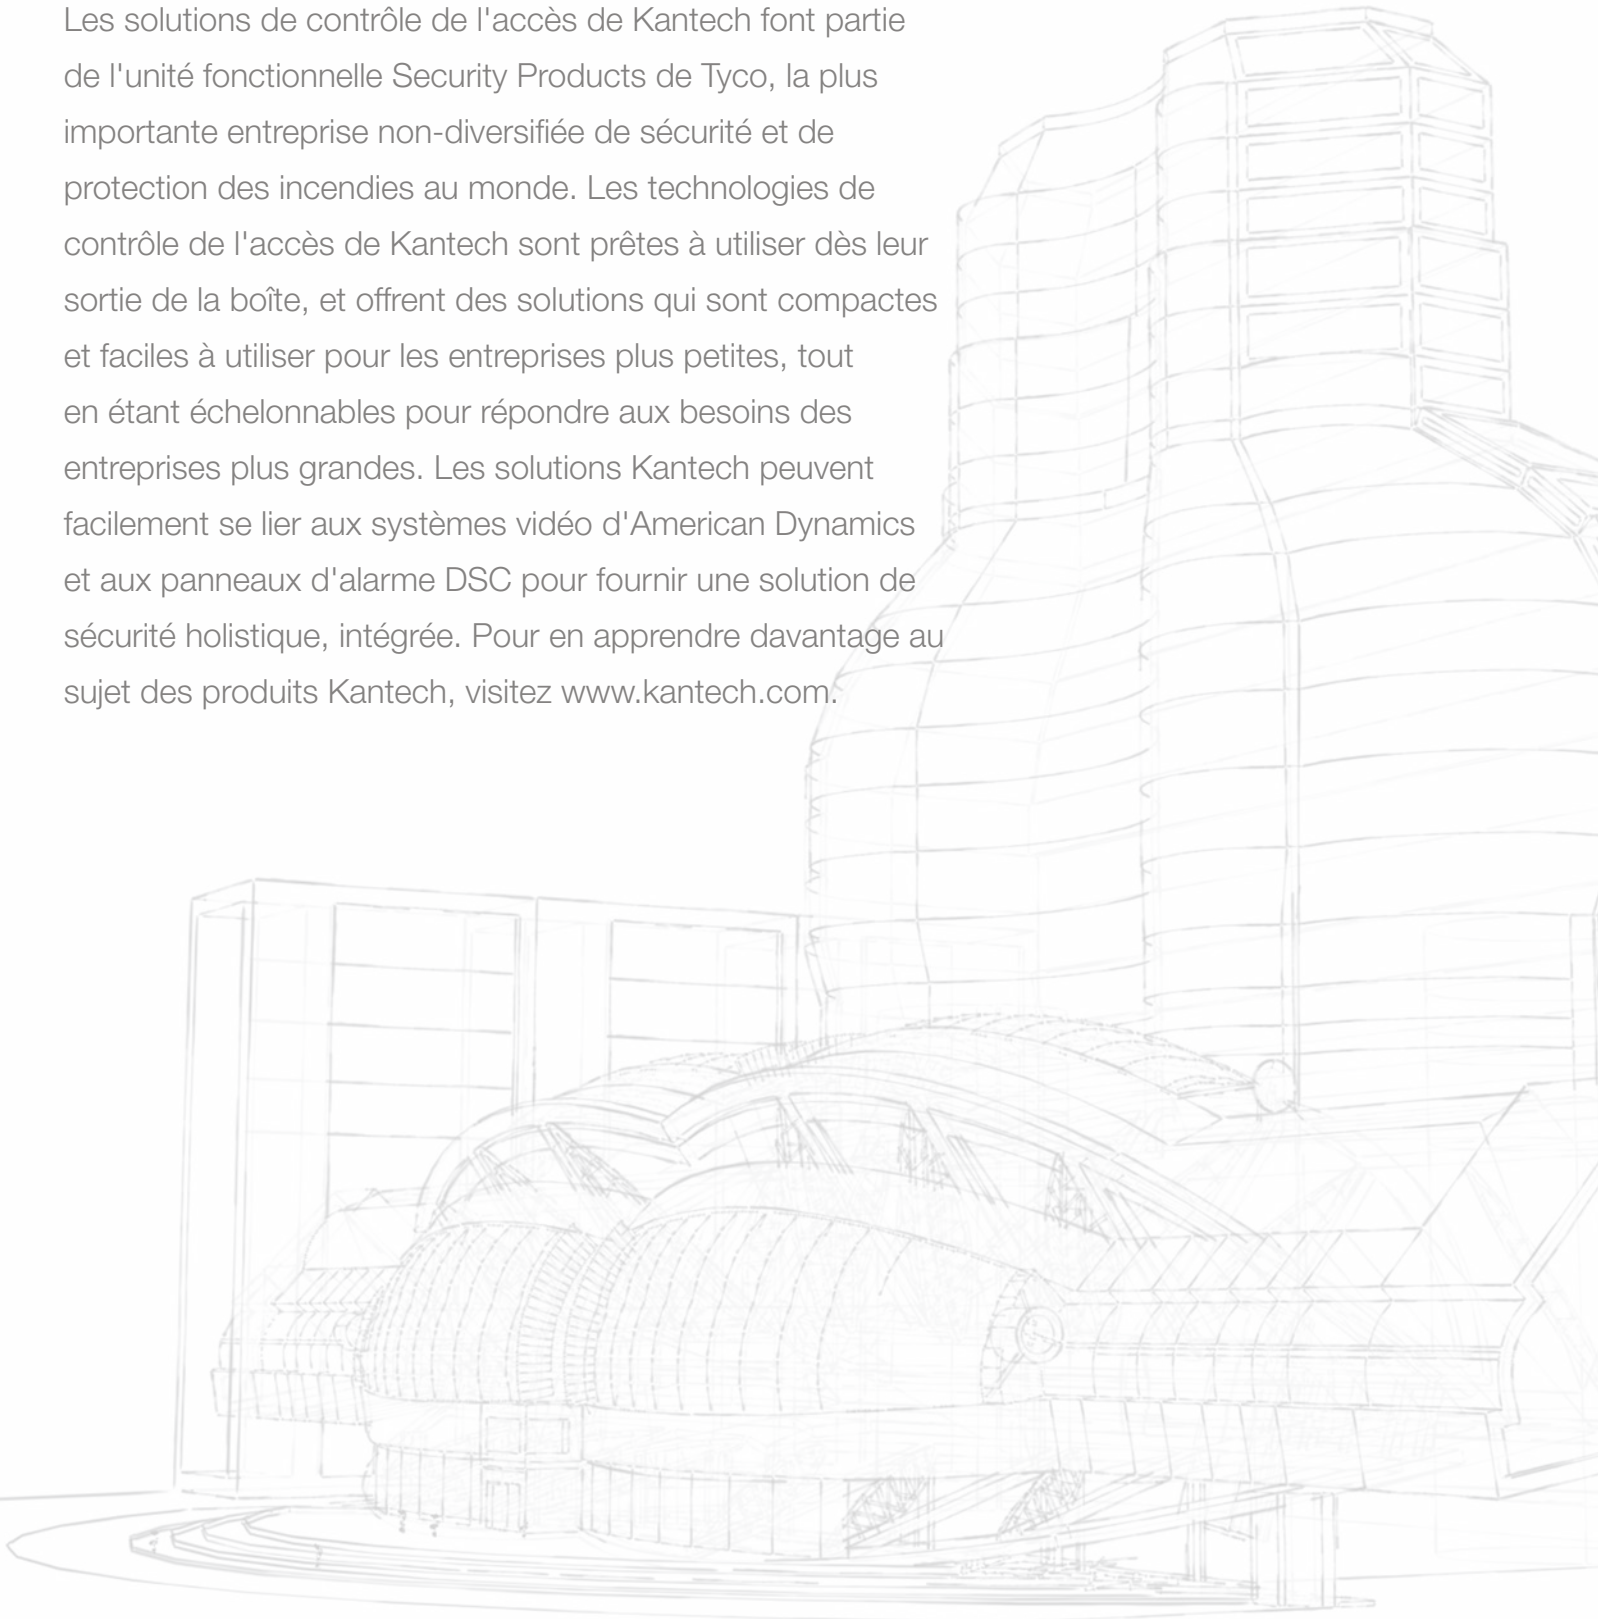 Les solutions de contrôle de l'accès de Kantech font partie
de l'unité fonctionnelle Security Products de Tyco, la plus
importante entreprise non-diversifiée de sécurité et de
protection des incendies au monde. Les technologies de
contrôle de l'accès de Kantech sont prêtes à utiliser dès leur
sortie de la boîte, et offrent des solutions qui sont compactes
et faciles à utiliser pour les entreprises plus petites, tout
en étant échelonnables pour répondre aux besoins des
entreprises plus grandes. Les solutions Kantech peuvent
facilement se lier aux systèmes vidéo d'American Dynamics
et aux panneaux d'alarme DSC pour fournir une solution de
sécurité holistique, intégrée. Pour en apprendre davantage au
sujet des produits Kantech, visitez www.kantech.com.